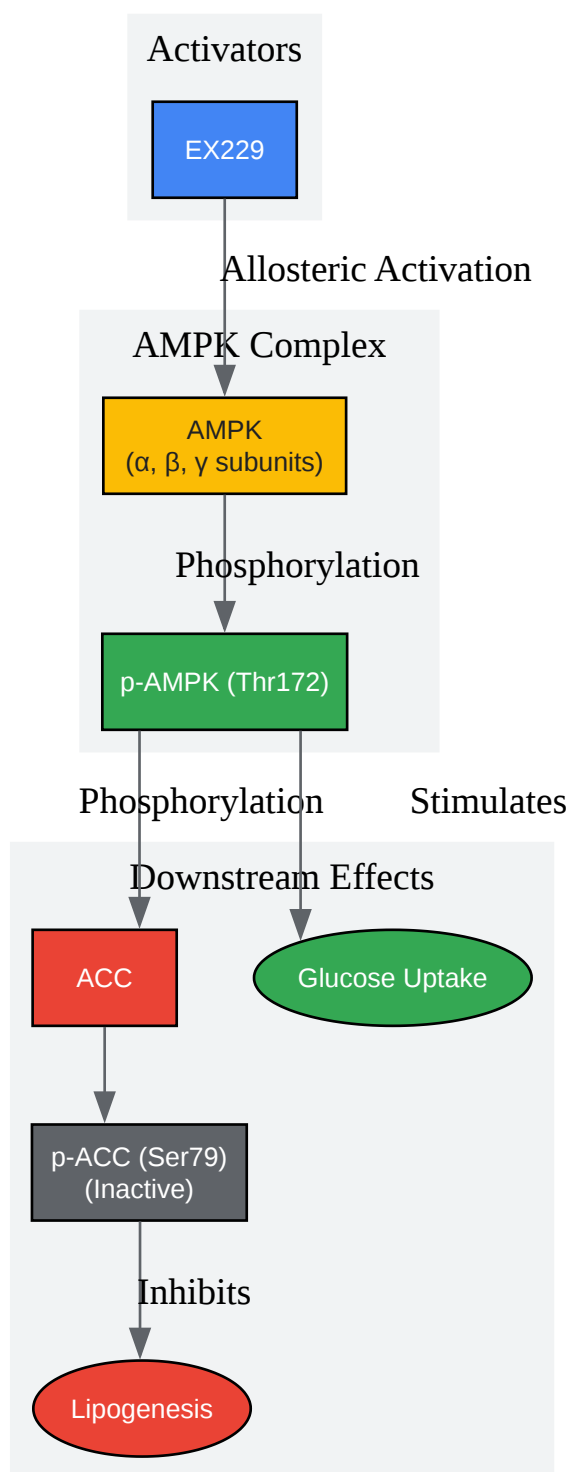 Activators
EX229
Allosteric Activation
AMPK Complex
AMPK
(α, β, γ subunits)
Phosphorylation
p-AMPK (Thr172)
Phosphorylation
Stimulates
Downstream Effects
ACC
Glucose Uptake
p-ACC (Ser79)
(Inactive)
Inhibits
Lipogenesis